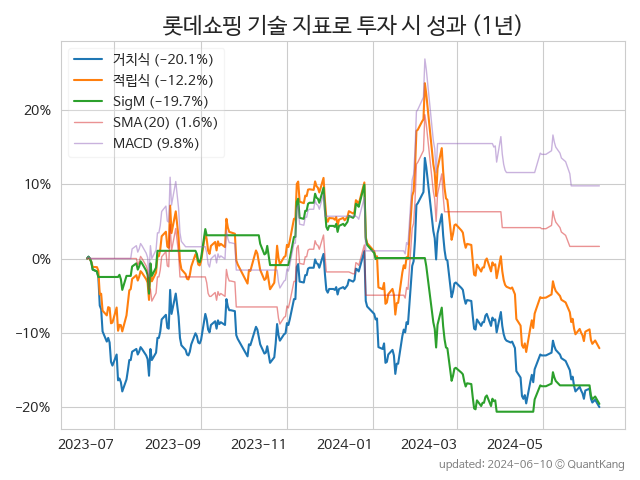 롯데쇼핑 기술 지표로 투자 시 성과 (1년)
거치식 (−20.1%)
적립식 (−12.2%)
SigM (−19.7%)
SMA(20) (1.6%)
MACD (9.8%)
20%
10%
0%
−10%
−20%
2023-07 2023-09 2023-11 2024-01 2024-03 2024-05
updated: 2024-06-10 © QuantKang